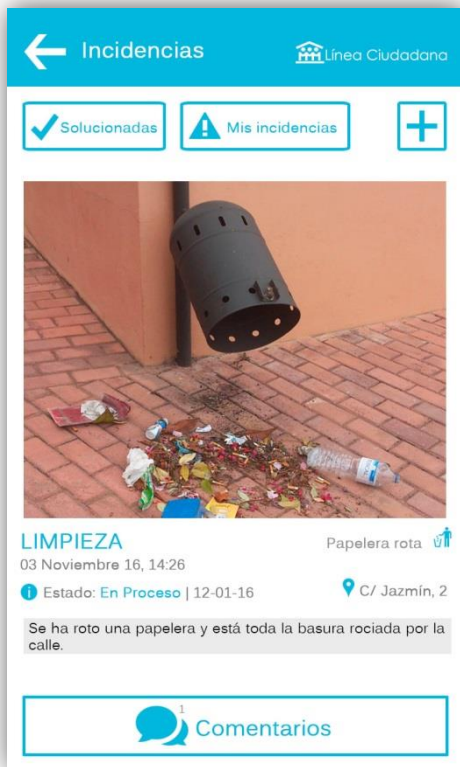 Incidencias
Línea Ciudadana
Solucionadas
Mis incidencias
LIMPIEZA
Papelera rota
03 Noviembre 16, 14:26
Estado: En Proceso | 12-01-16
C/ Jazmín, 2
Se ha roto una papelera y está toda la basura rociada por la
calle.
1
Comentarios